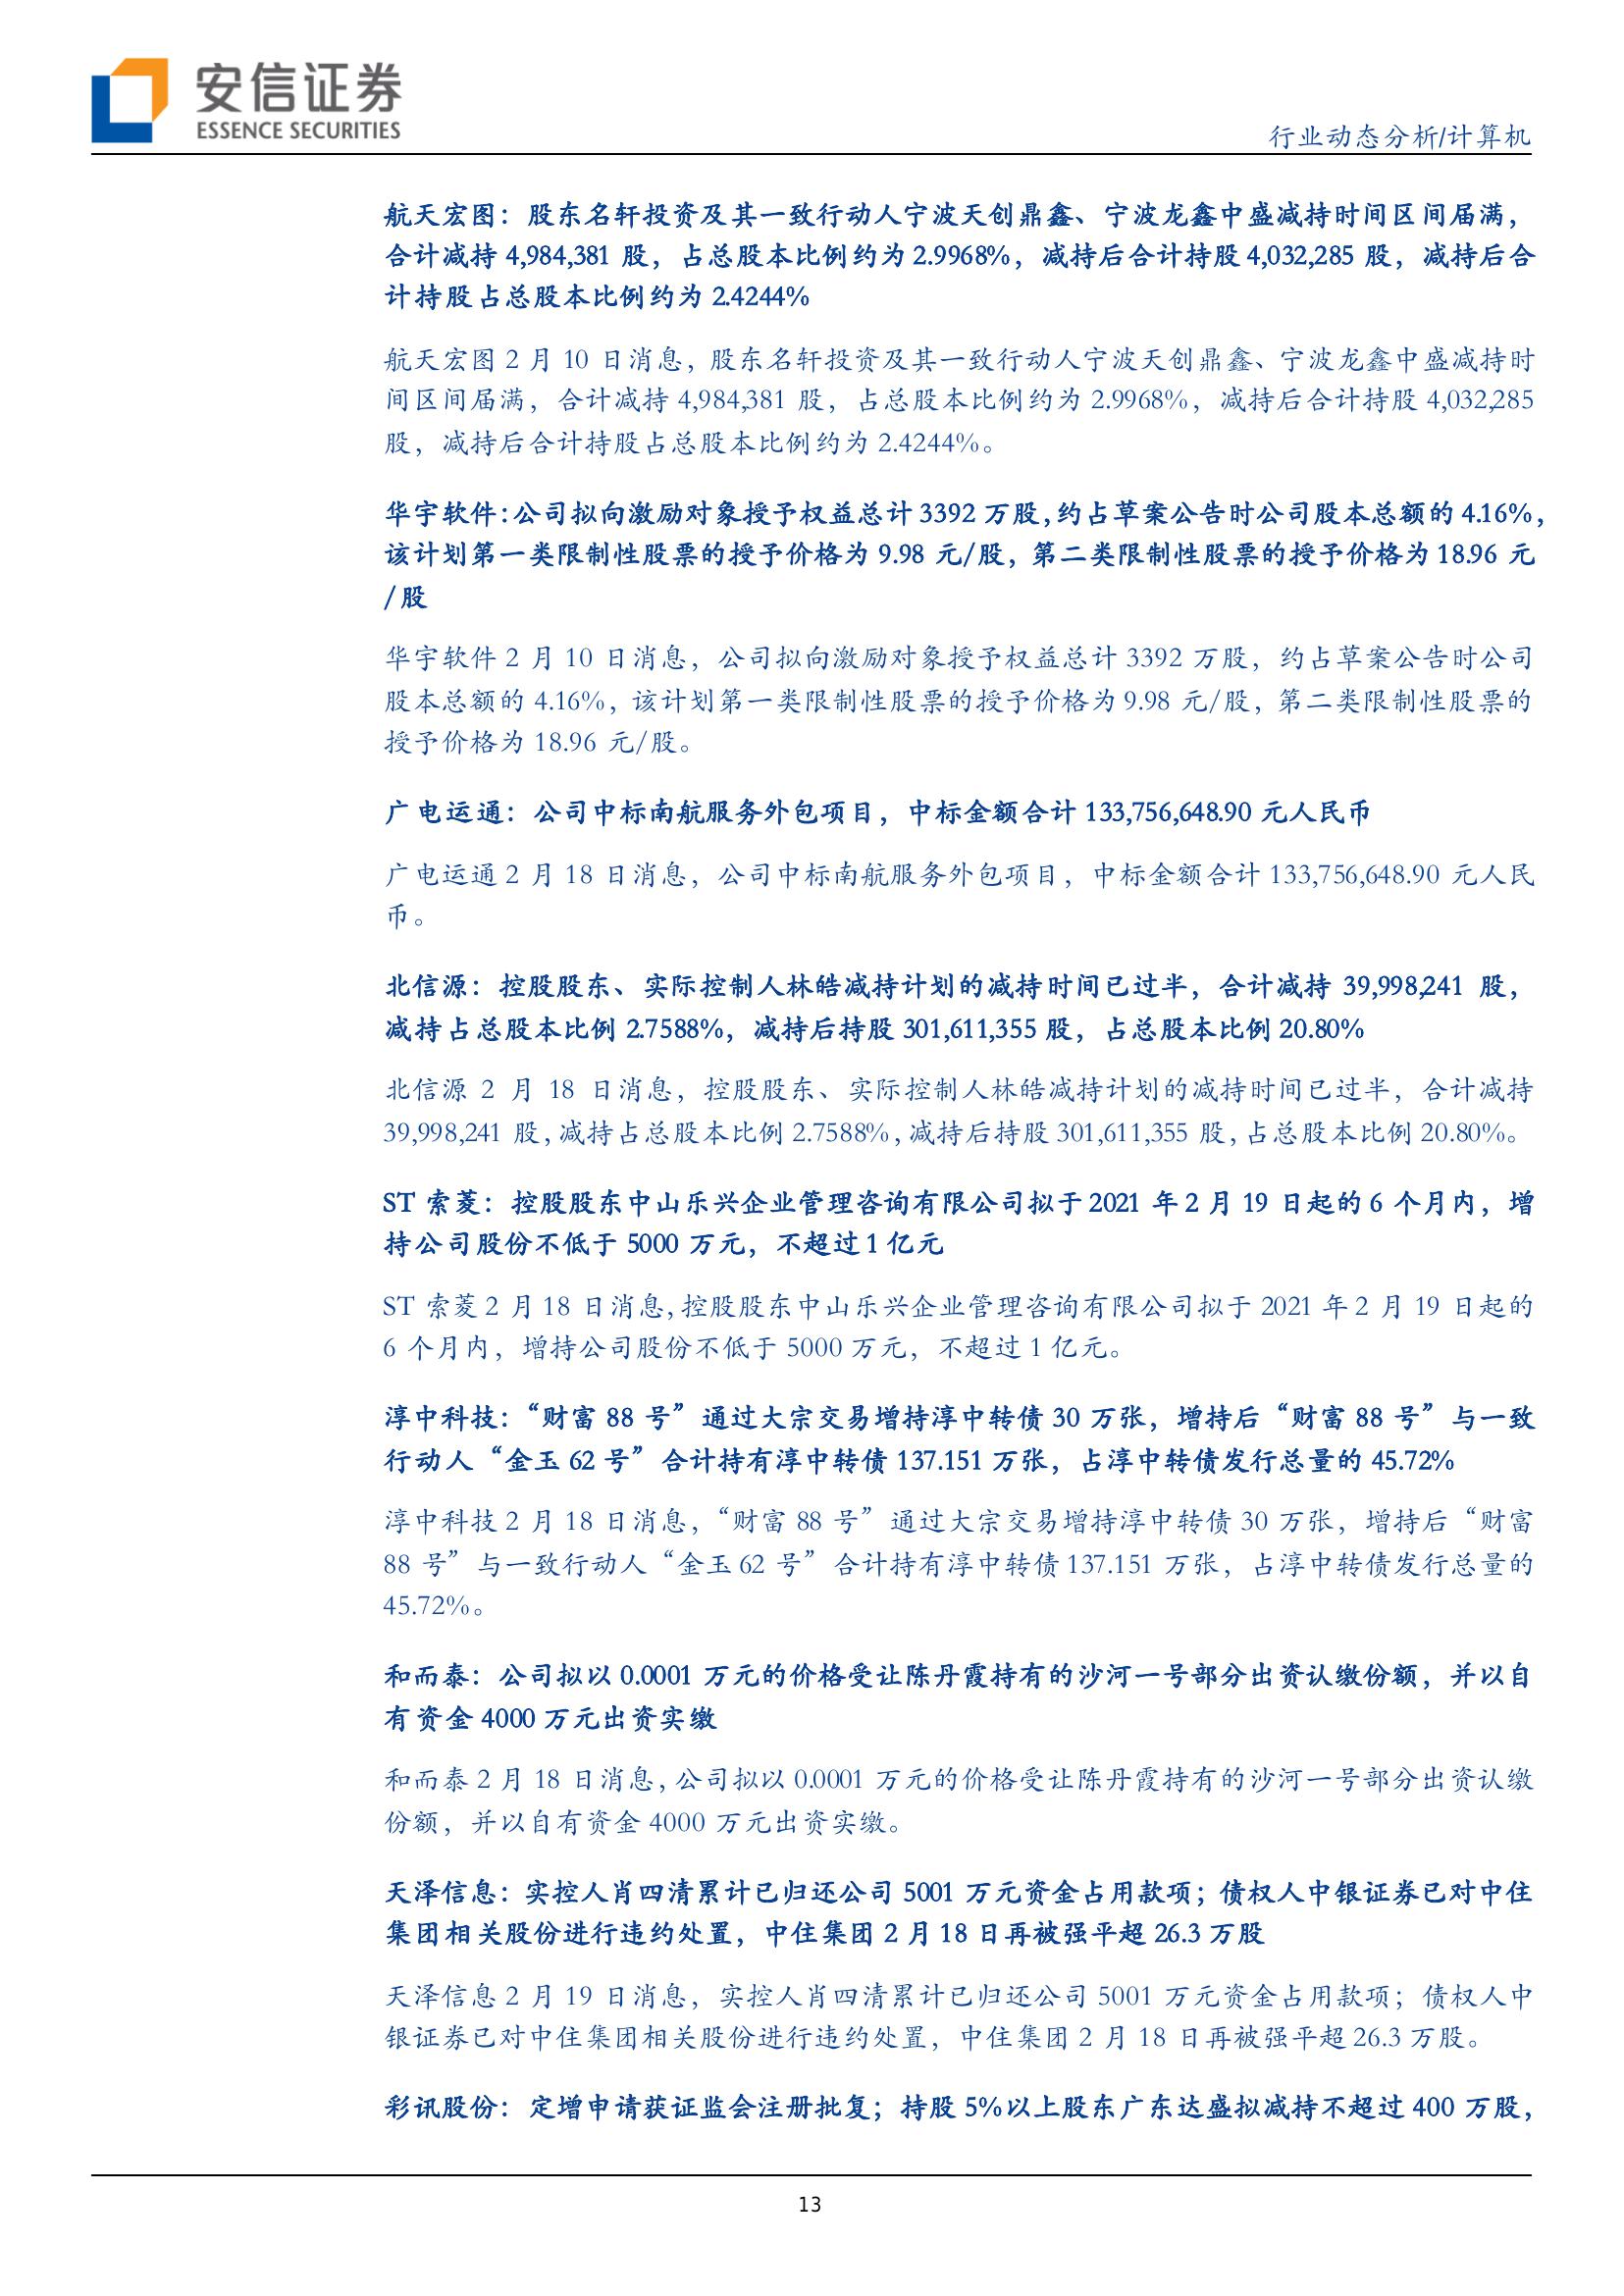 安信证券
ESSENCE SECURITIES
行业动态分析/计算机
航天宏图：股东名轩投资及其一致行动人宁波天创鼎鑫、宁波龙鑫中盛减持时间区间届满，
合计减持 4,984,381 股，占总股本比例约为 2.9968%，减持后合计持股 4,032,285 股，减持后合
计持股占总股本比例约为 2.4244%
航天宏图 2 月 10 日消息，股东名轩投资及其一致行动人宁波天创鼎鑫、宁波龙鑫中盛减持时
间区间届满，合计减持 4,984,381 股，占总股本比例约为 2.9968%，减持后合计持股 4,032,285
股，减持后合计持股占总股本比例约为 2.4244%。
华宇软件：公司拟向激励对象授予权益总计 3392 万股，约占草案公告时公司股本总额的 4.16%，
该计划第一类限制性股票的授予价格为 9.98 元/股，第二类限制性股票的授予价格为 18.96 元
/股
华宇软件 2 月 10 日消息，公司拟向激励对象授予权益总计 3392 万股，约占草案公告时公司
股本总额的 4.16%，该计划第一类限制性股票的授予价格为 9.98 元/股，第二类限制性股票的
授予价格为 18.96 元/股。
广电运通：公司中标南航服务外包项目，中标金额合计 133,756,648.90 元人民币
广电运通 2 月 18 日消息，公司中标南航服务外包项目，中标金额合计 133,756,648.90 元人民
币。
北信源：控股股东、实际控制人林皓减持计划的减持时间已过半，合计减持 39,998,241 股，
减持占总股本比例 2.7588%，减持后持股 301,611,355 股，占总股本比例 20.80%
北信源 2 月 18 日消息，控股股东、实际控制人林皓减持计划的减持时间已过半，合计减持
39,998,241 股，减持占总股本比例 2.7588%，减持后持股 301,611,355 股，占总股本比例 20.80%。
ST 索菱：控股股东中山乐兴企业管理咨询有限公司拟于 2021 年 2 月 19 日起的 6 个月内，增
持公司股份不低于 5000 万元，不超过 1 亿元
ST 索菱 2 月 18 日消息，控股股东中山乐兴企业管理咨询有限公司拟于 2021 年 2 月 19 日起的
6 个月内，增持公司股份不低于 5000 万元，不超过 1 亿元。
淳中科技：“财富 88 号”通过大宗交易增持淳中转债 30 万张，增持后“财富 88 号”与一致
行动人“金玉 62 号”合计持有淳中转债 137.151 万张，占淳中转债发行总量的 45.72%
淳中科技 2 月 18 日消息，“财富 88 号”通过大宗交易增持淳中转债 30 万张，增持后“财富
88 号”与一致行动人“金玉 62 号”合计持有淳中转债 137.151 万张，占淳中转债发行总量的
45.72%。
和而泰：公司拟以 0.0001 万元的价格受让陈丹霞持有的沙河一号部分出资认缴份额，并以自
有资金 4000 万元出资实缴
和而泰 2 月 18 日消息，公司拟以 0.0001 万元的价格受让陈丹霞持有的沙河一号部分出资认缴
份额，并以自有资金 4000 万元出资实缴。
天泽信息：实控人肖四清累计已归还公司 5001 万元资金占用款项；债权人中银证券已对中住
集团相关股份进行违约处置，中住集团 2 月 18 日再被强平超 26.3 万股
天泽信息 2 月 19 日消息，实控人肖四清累计已归还公司 5001 万元资金占用款项；债权人中
银证券已对中住集团相关股份进行违约处置，中住集团 2 月 18 日再被强平超 26.3 万股。
彩讯股份：定增申请获证监会注册批复；持股 5%以上股东广东达盛拟减持不超过 400 万股，
13